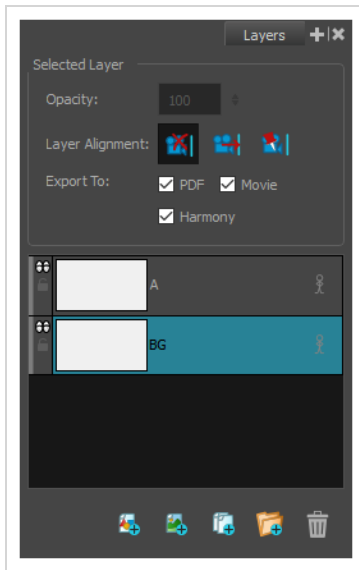 Layers
Selected Layer
Opacity: 100
Layer Alignment:
Export To: PDF Movie
Harmony
A
BG